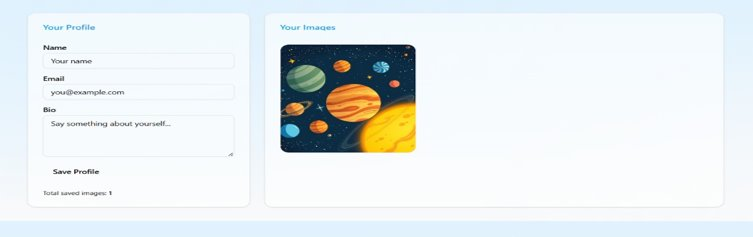 Your Profile
Name
Your name
Email
you@example.com
Bio
Say something about yourself...
Save Profile
Total saved images: 1
Your Images